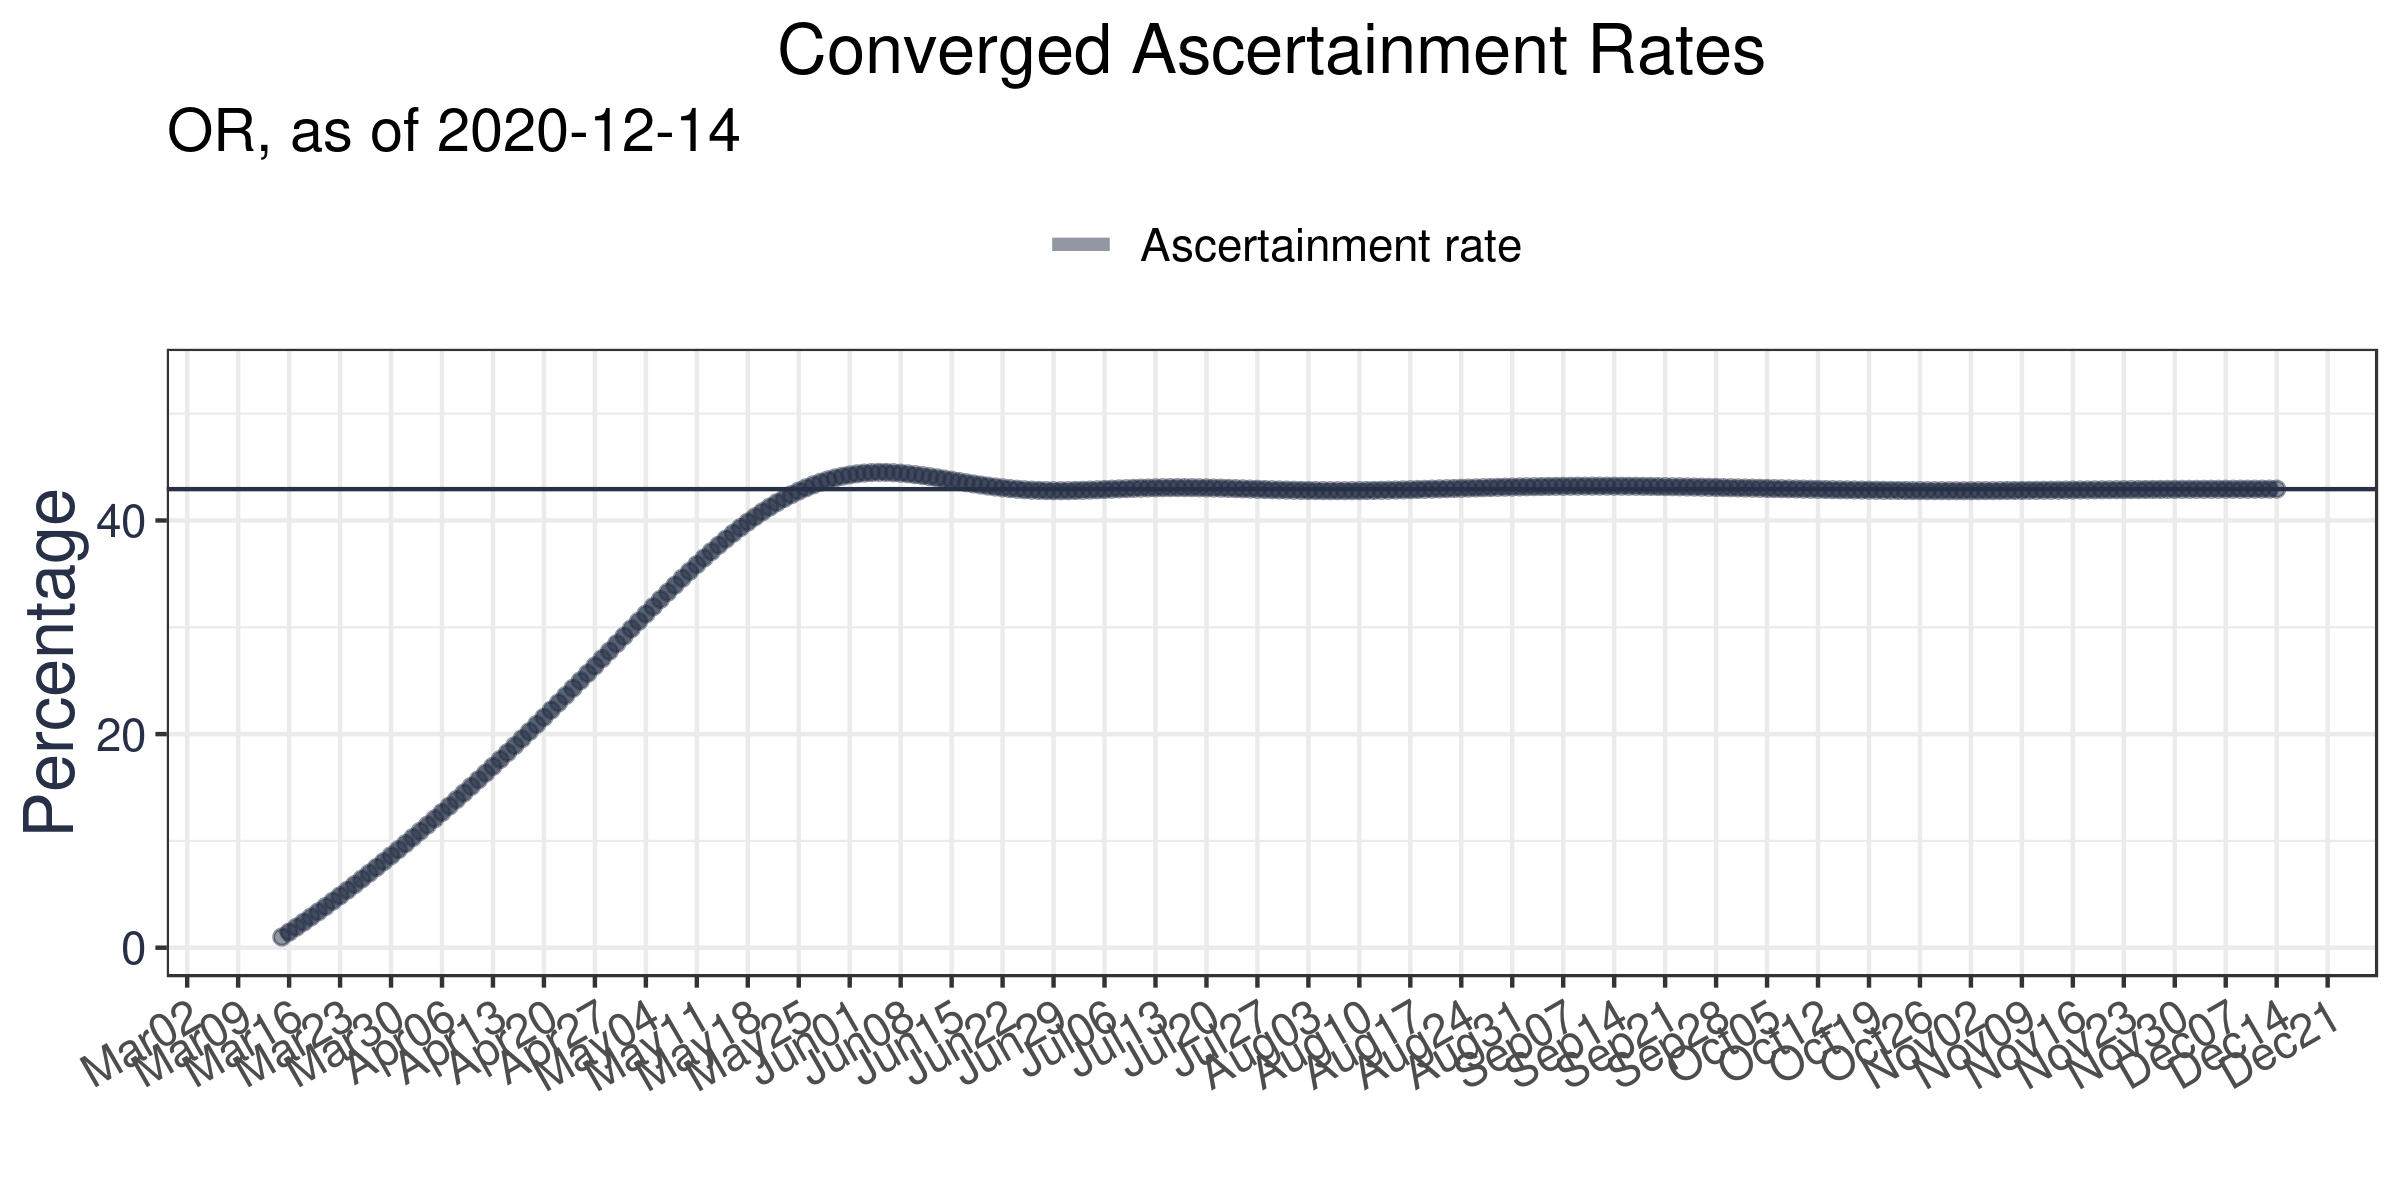 Converged Ascertainment Rates
OR, as of 2020-12-14
Ascertainment rate
Percentage
40
20
0
Mar02
Mar09
Mar16
Mar23
Mar30
Apr06
Apr13
Apr20
Apr27
May04
May11
May18
May25
Jun01
Jun08
Jun15
Jun22
Jun29
Jul06
Jul13
Jul20
Jul27
Aug03
Aug10
Aug17
Aug24
Aug31
Sep07
Sep14
Sep21
Sep28
Oct05
Oct12
Oct19
Oct26
Nov02
Nov09
Nov16
Nov23
Nov30
Dec07
Dec14
Dec21